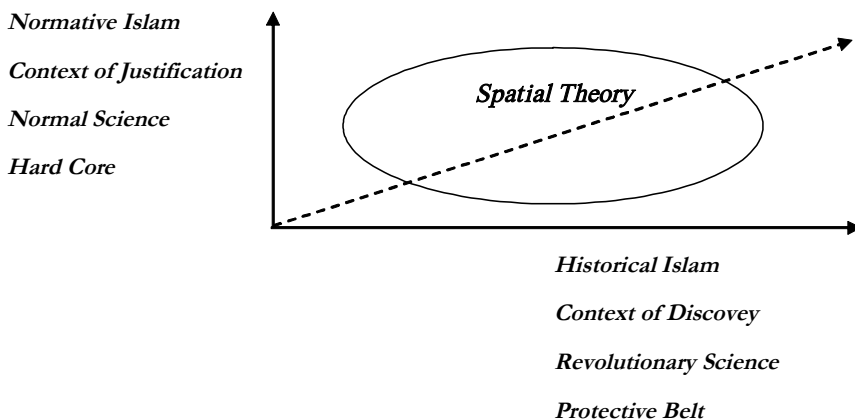 Normative Islam
Context of Justification
Normal Science
Hard Core
Spatial Theory
Historical Islam
Context of Discovey
Revolutionary Science
Protective Belt